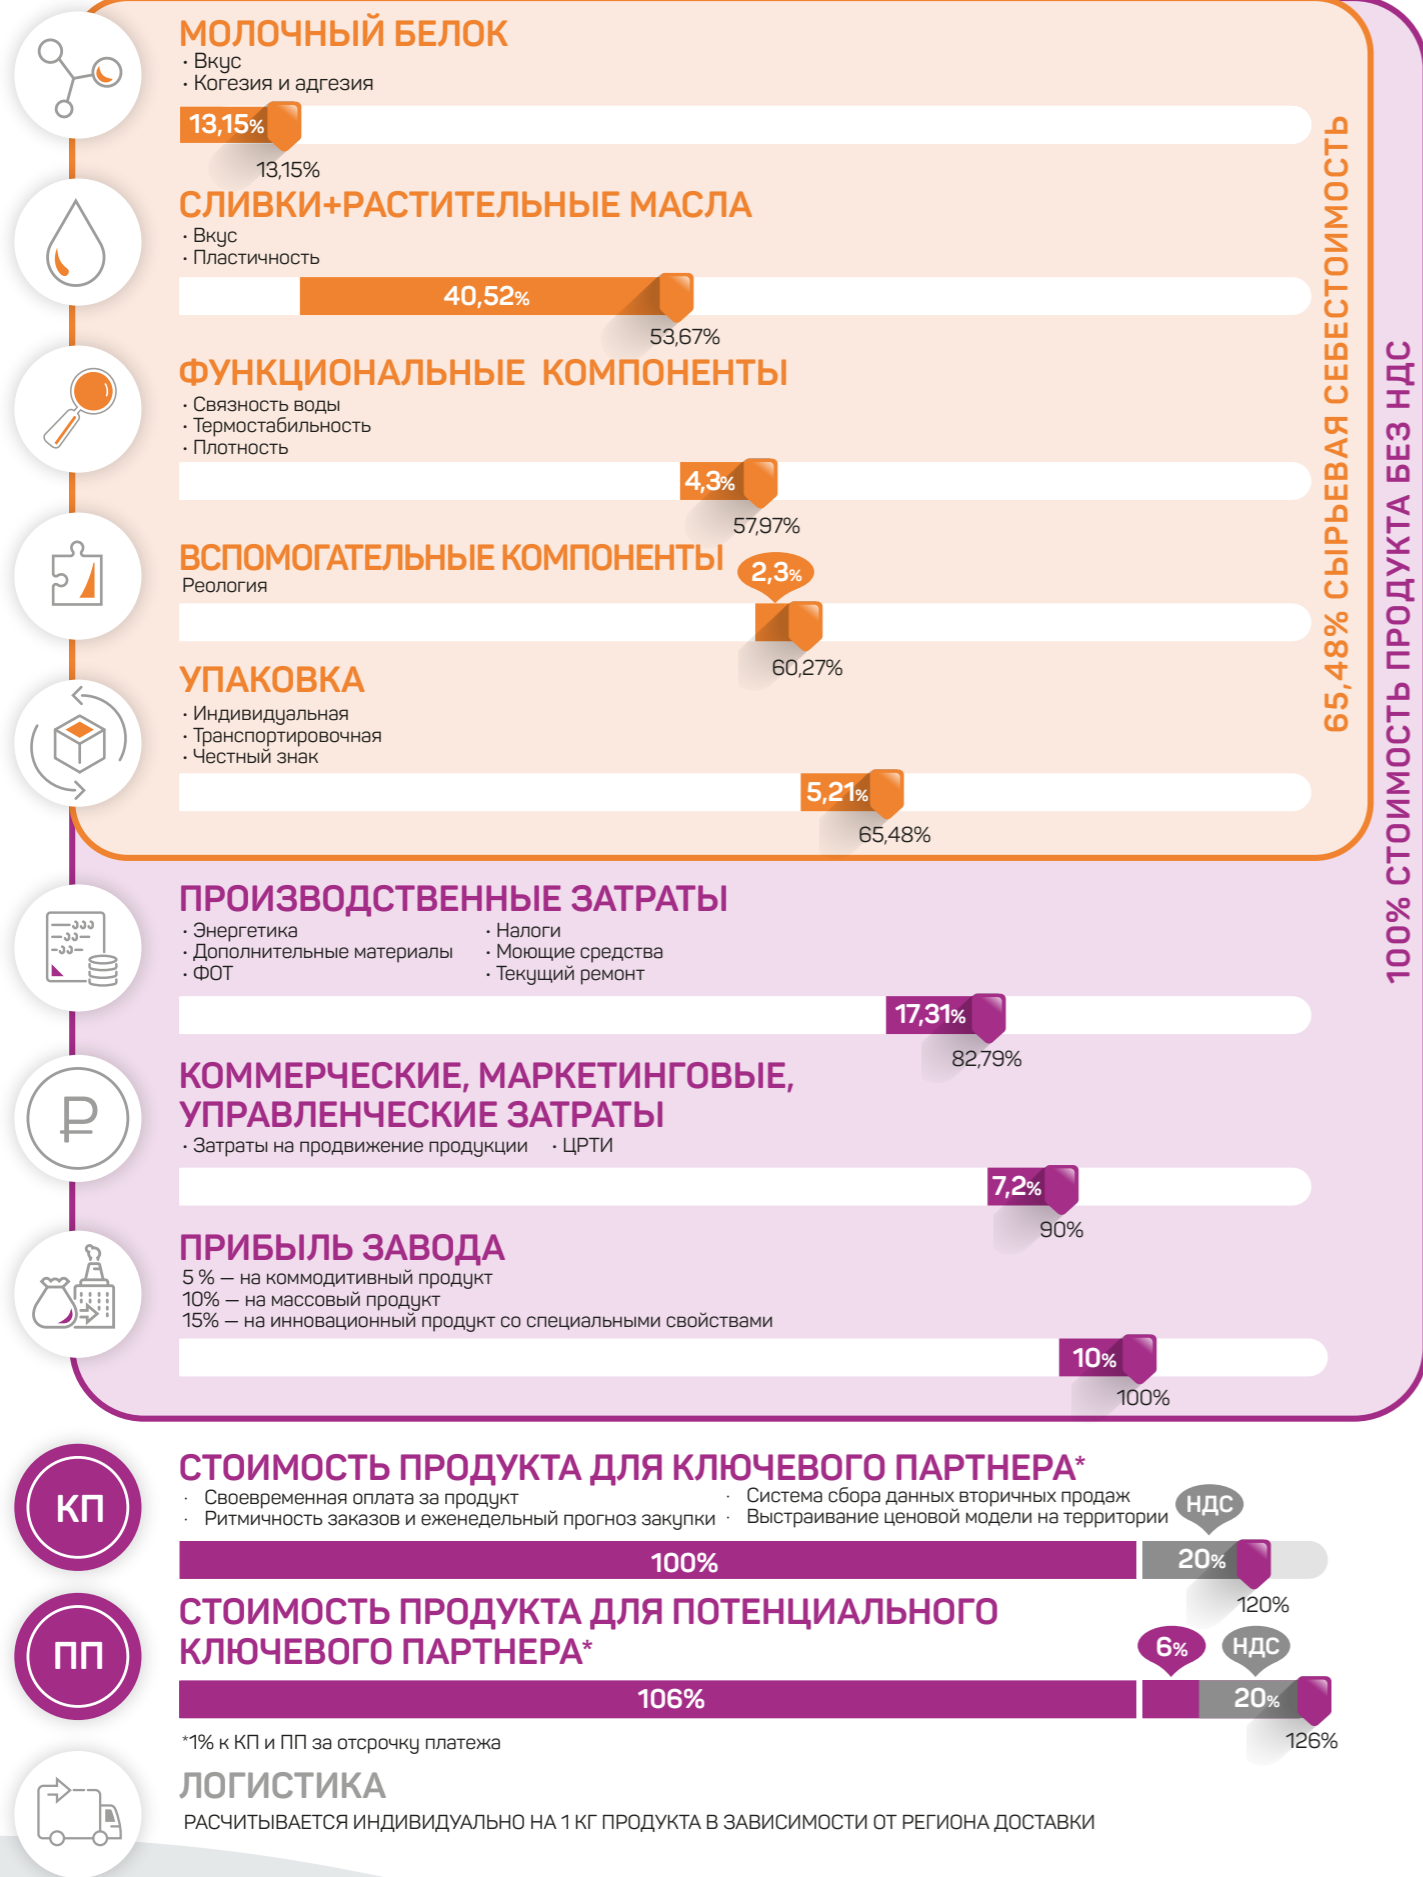 МОЛОЧНЫЙ БЕЛОК
· Вкус
· Когезия и адгезия
13,15%
13,15%
СЛИВКИ+РАСТИТЕЛЬНЫЕ МАСЛА
· Вкус
· Пластичность
40,52%
53,67%
ФУНКЦИОНАЛЬНЫЕ КОМПОНЕНТЫ
· Связность воды
· Термостабильность
· Плотность
4,3%
57,97%
ВСПОМОГАТЕЛЬНЫЕ КОМПОНЕНТЫ
2,3%
Реология
60,27%
УПАКОВКА
· Индивидуальная
· Транспортировочная
· Честный знак
5,21%
65,48%
65,48% СЫРЬЕВАЯ СЕБЕСТОИМОСТЬ
100% СТОИМОСТЬ ПРОДУКТА БЕЗ НДС
ПРОИЗВОДСТВЕННЫЕ ЗАТРАТЫ
· Энергетика
· Дополнительные материалы
· ФОТ
· Налоги
· Моющие средства
· Текущий ремонт
17,31%
82,79%
КОММЕРЧЕСКИЕ, МАРКЕТИНГОВЫЕ,
УПРАВЛЕНЧЕСКИЕ ЗАТРАТЫ
· Затраты на продвижение продукции · ЦРТИ
7,2%
90%
ПРИБЫЛЬ ЗАВОДА
5 % — на коммодитивный продукт
10% — на массовый продукт
15% — на инновационный продукт со специальными свойствами
10%
100%
КП
СТОИМОСТЬ ПРОДУКТА ДЛЯ КЛЮЧЕВОГО ПАРТНЕРА*
· Своевременная оплата за продукт
· Ритмичность заказов и еженедельный прогноз закупки
· Система сбора данных вторичных продаж
· Выстраивание ценовой модели на территории
НДС
100%
20%
120%
ПП
СТОИМОСТЬ ПРОДУКТА ДЛЯ ПОТЕНЦИАЛЬНОГО
КЛЮЧЕВОГО ПАРТНЕРА*
6%
НДС
106%
20%
126%
*1% к КП и ПП за отсрочку платежа
ЛОГИСТИКА
РАСЧИТЫВАЕТСЯ ИНДИВИДУАЛЬНО НА 1 КГ ПРОДУКТА В ЗАВИСИМОСТИ ОТ РЕГИОНА ДОСТАВКИ